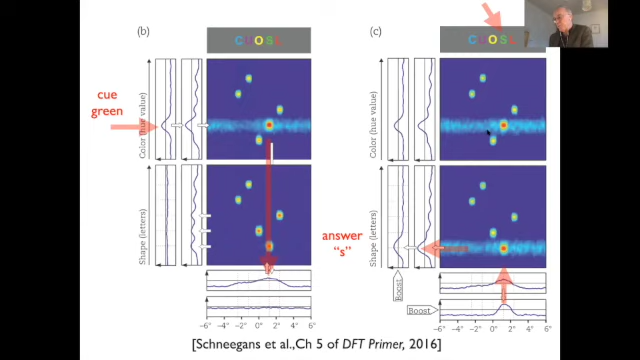 (b)
(c)
CUOSL
CUOSL
cue
green
Color (hue value)
Color (hue value)
Shape (letters)
answer
"s"
Shape (letters)
Boost
Boost
-6° -4° -2° 0° 2° 4° 6°
-6° -4° -2° 0° 2° 4° 6°
[Schneegans et al.,Ch 5 of DFT Primer, 2016]